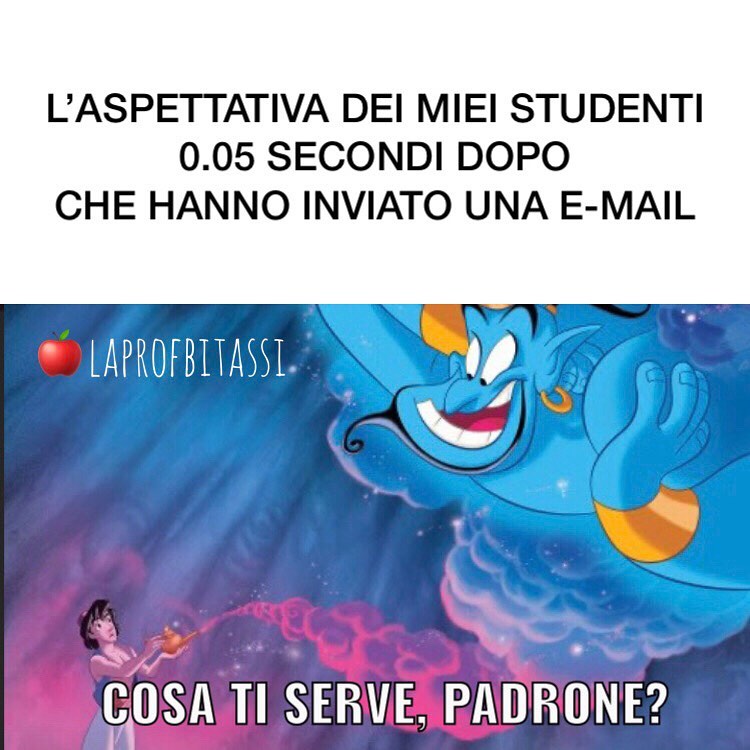 L’ASPETTATIVA DEI MIEI STUDENTI
0.05 SECONDI DOPO
CHE HANNO INVIATO UNA E-MAIL
LAPROFBITASSI
COSA TI SERVE, PADRONE?